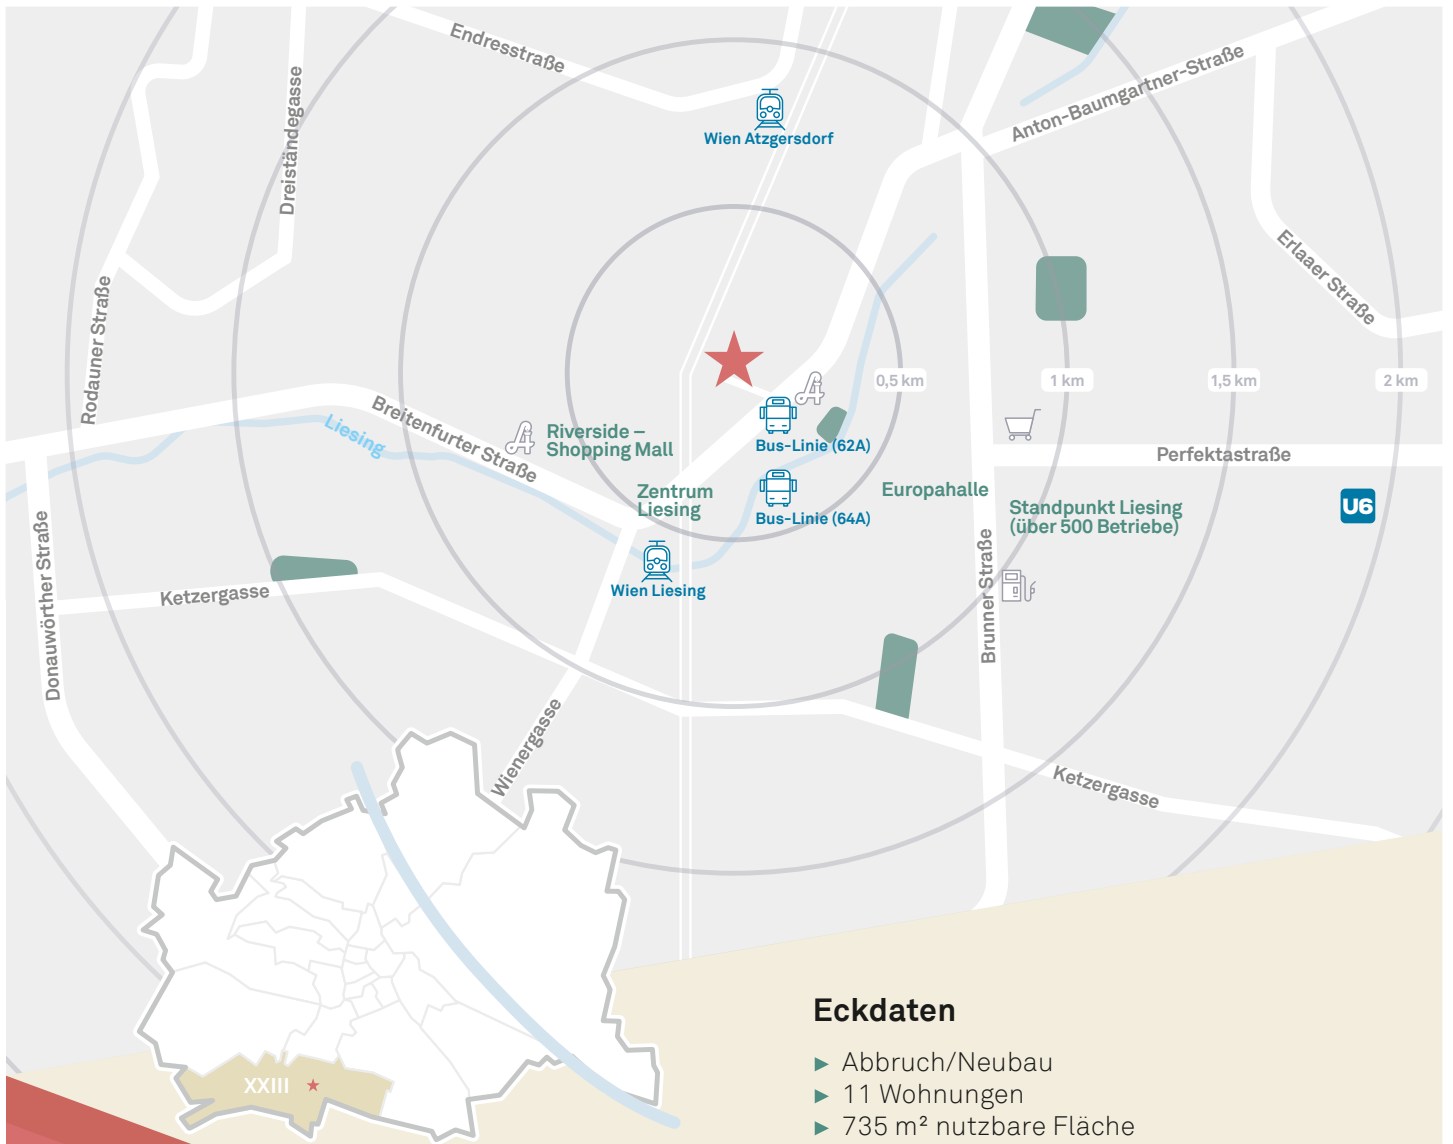 Endresstraße
Dreiständegasse
Wien Atzgersdorf
Anton-Baumgartner-Straße
Erlaaer Straße
Rodauner Straße
0,5 km
1 km
1,5 km
2 km
Breitenfurter Straße
Liesing
Riverside –
Shopping Mall
Bus-Linie (62A)
Perfektastraße
Zentrum
Liesing
Europahalle
Bus-Linie (64A)
Standpunkt Liesing
(über 500 Betriebe)
U6
Donauwörther Straße
Wien Liesing
Ketzergasse
Brunner Straße
Wienergasse
Ketzergasse
XXIII
Eckdaten
► Abbruch/Neubau
► 11 Wohnungen
► 735 m² nutzbare Fläche